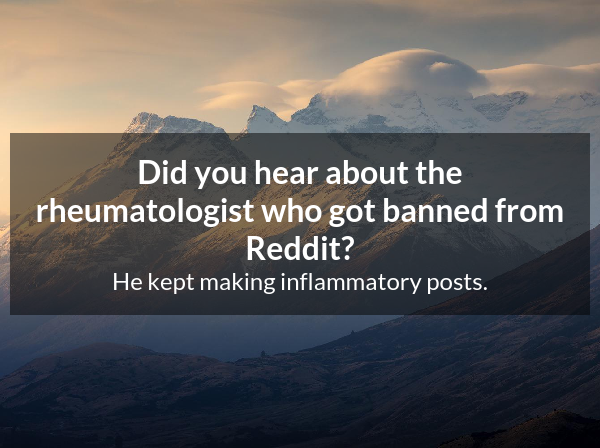 Did you hear about the
rheumatologist who got banned from
Reddit?
He kept making inflammatory posts.